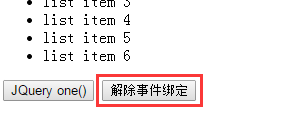 list item 3
list item 4
list item 5
list item 6
JQuery one() 解除事件绑定